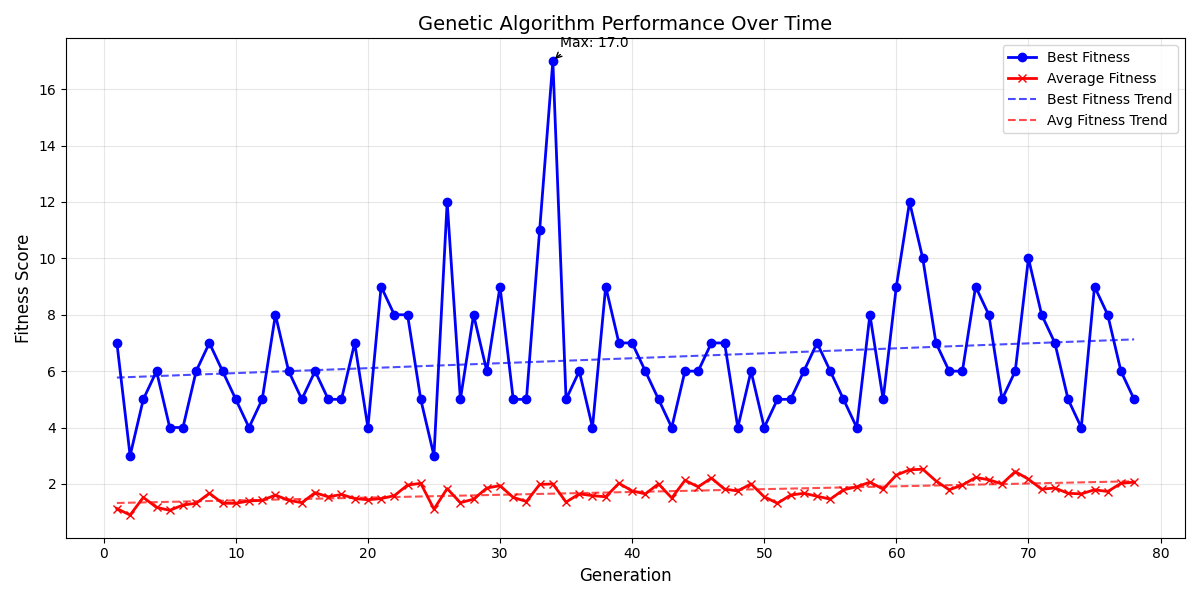 Genetic Algorithm Performance Over Time
Max: 17.0
Best Fitness
Average Fitness
Best Fitness Trend
Avg Fitness Trend
Fitness Score
16
14
12
10
8
6
4
2
0 10 20 30 40 50 60 70 80
Generation